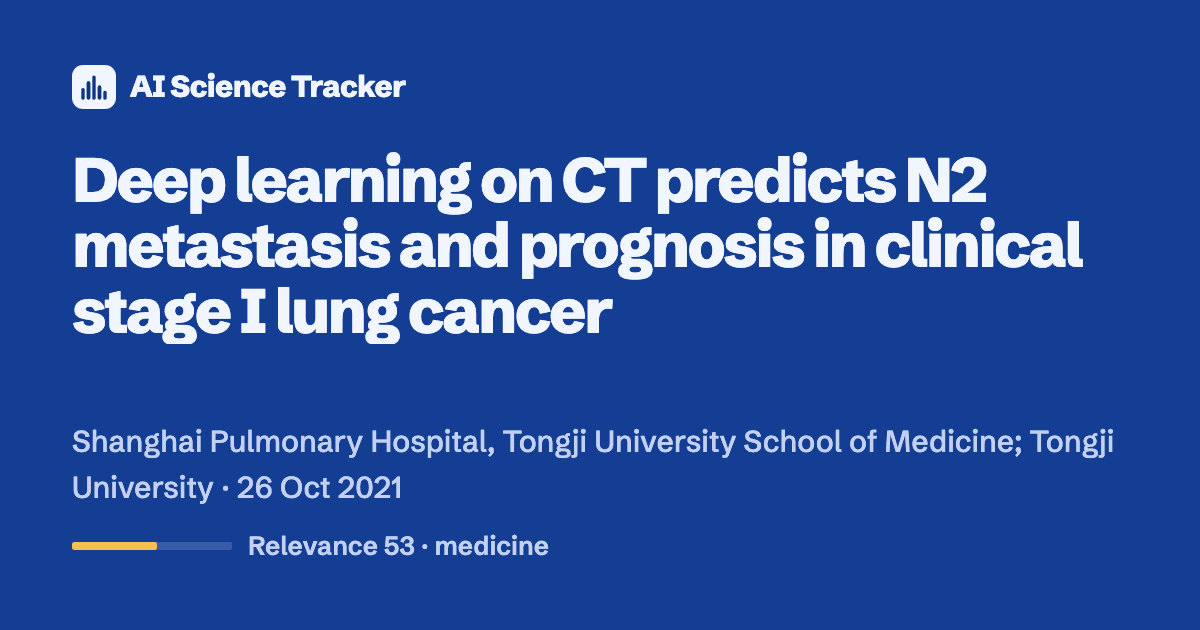 AI Science Tracker
Deep learning on CT predicts N2
metastasis and prognosis in clinical
stage I lung cancer
Shanghai Pulmonary Hospital, Tongji University School of Medicine; Tongji
University · 26 Oct 2021
Relevance 53 · medicine